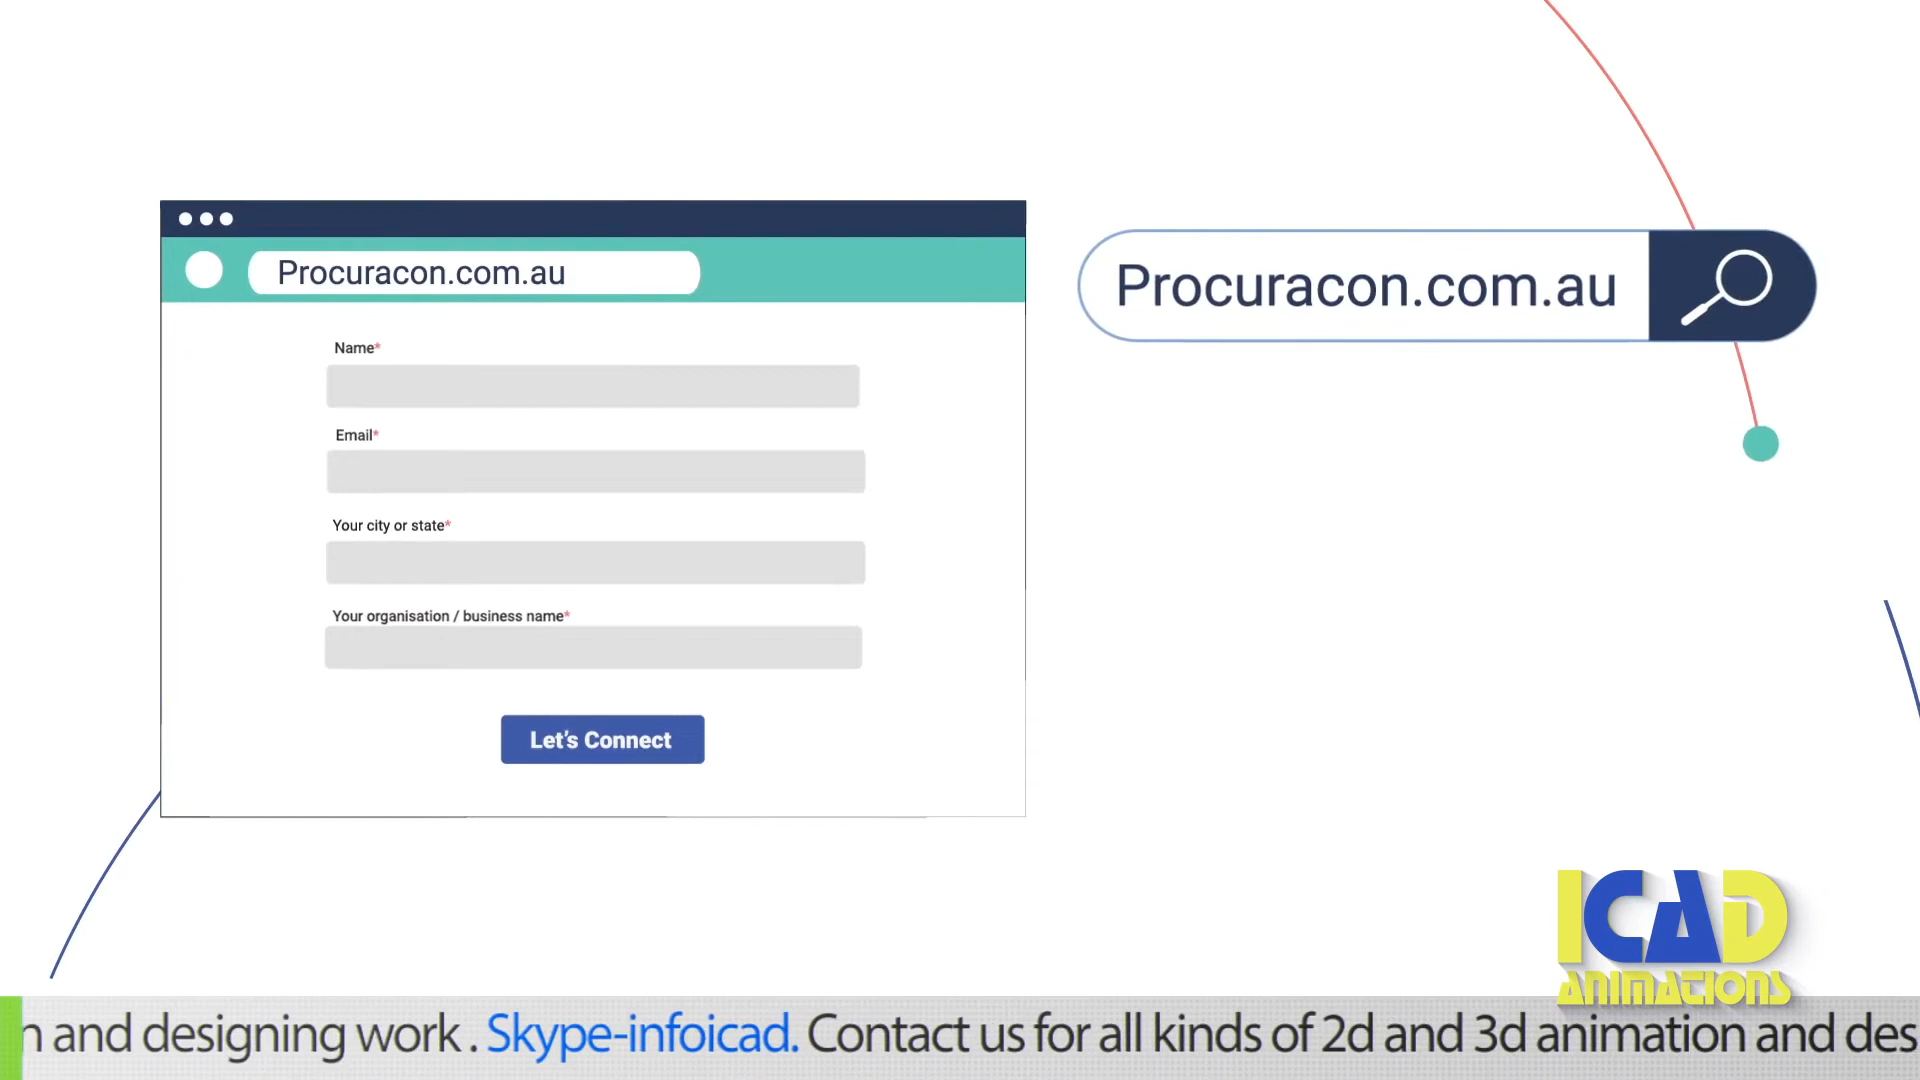 Procuracon.com.au
Name*
Email*
Your city or state*
Your organisation / business name*
Let's Connect
Procuracon.com.au
ICAD
ANIMATIONS
n and designing work . Skype-infoicad. Contact us for all kinds of 2d and 3d animation and des